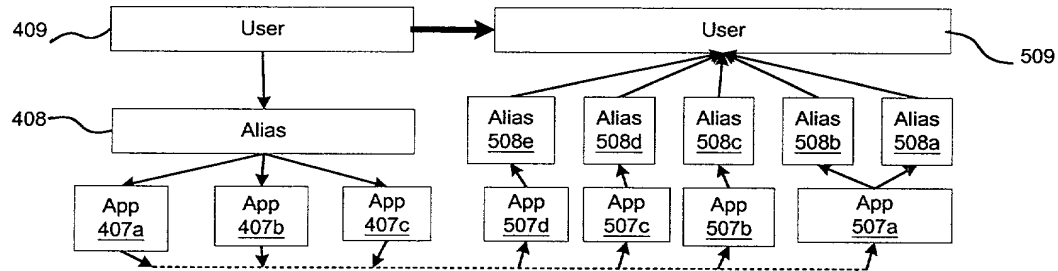 409
User
User
509
408
Alias
Alias
508e
Alias
508d
Alias
508c
Alias
508b
Alias
508a
App
407a
App
407b
App
407c
App
507d
App
507c
App
507b
App
507a